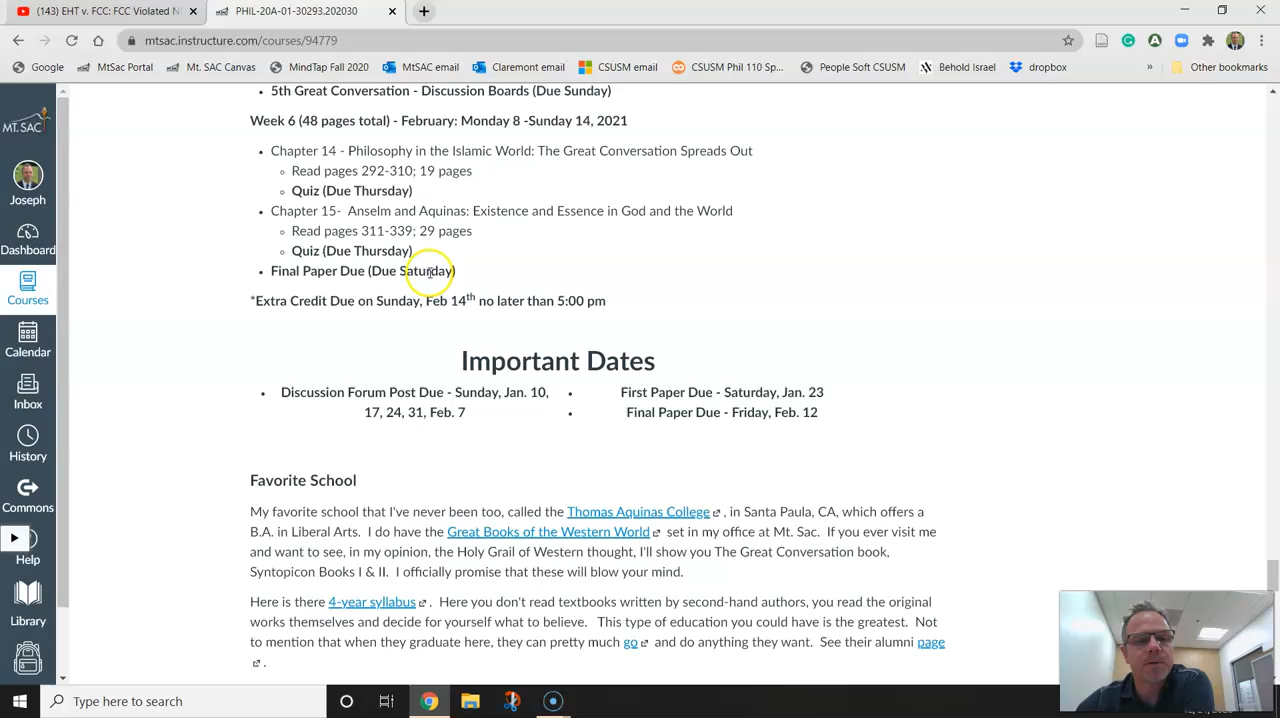 (143) EHT v. FCC: FCC Violated N
PHIL-20A-01-30293.202030
mtsac.instructure.com/courses/94779
Google
MtSac Portal
Mt. SAC Canvas
MindTap Fall 2020
MtSAC email
Claremont email
CSUSM email
CSUSM Phil 110 Sp...
People Soft CSUSM
Behold Israel
dropbox
»
Other bookmarks
MT. SAC
Joseph
Dashboard
Courses
Calendar
Inbox
History
Commons
Help
Library
5th Great Conversation - Discussion Boards (Due Sunday)
Week 6 (48 pages total) - February: Monday 8 -Sunday 14, 2021
Chapter 14 - Philosophy in the Islamic World: The Great Conversation Spreads Out
Read pages 292-310; 19 pages
Quiz (Due Thursday)
Chapter 15- Anselm and Aquinas: Existence and Essence in God and the World
Read pages 311-339; 29 pages
Quiz (Due Thursday)
Final Paper Due (Due Saturday)
*Extra Credit Due on Sunday, Feb 14th no later than 5:00 pm
Important Dates
Discussion Forum Post Due - Sunday, Jan. 10,
17, 24, 31, Feb. 7
First Paper Due - Saturday, Jan. 23
Final Paper Due - Friday, Feb. 12
Favorite School
My favorite school that I've never been too, called the Thomas Aquinas College , in Santa Paula, CA, which offers a
B.A. in Liberal Arts. I do have the Great Books of the Western World set in my office at Mt. Sac. If you ever visit me
and want to see, in my opinion, the Holy Grail of Western thought, I'll show you The Great Conversation book,
Syntopicon Books I & II. I officially promise that these will blow your mind.
Here is there 4-year syllabus . Here you don't read textbooks written by second-hand authors, you read the original
works themselves and decide for yourself what to believe. This type of education you could have is the greatest. Not
to mention that when they graduate here, they can pretty much go and do anything they want. See their alumni page
.
Type here to search